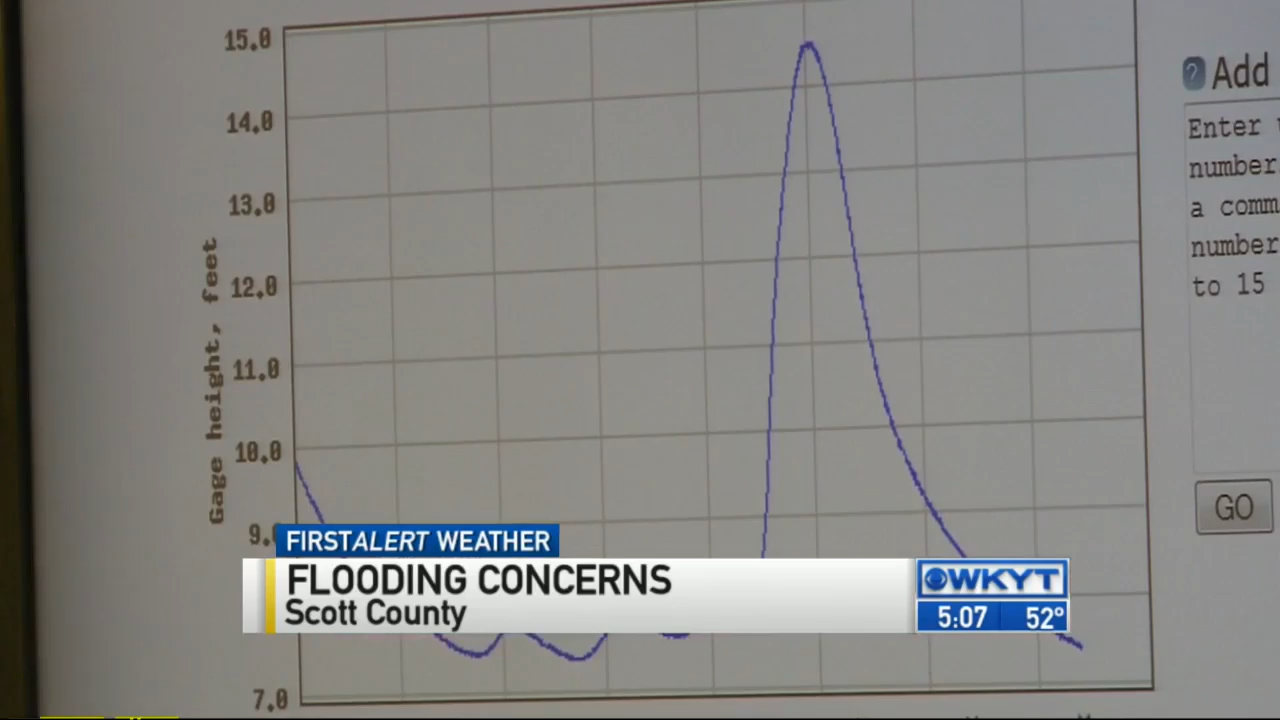 15.0
14.0
13.0
12.0
11.0
10.0
9.0
7.0
Gage height, feet
Add
Enter
number
a comm
number
to 15
GO
FIRSTALERT WEATHER
FLOODING CONCERNS
Scott County
WKYT
5:07 52°